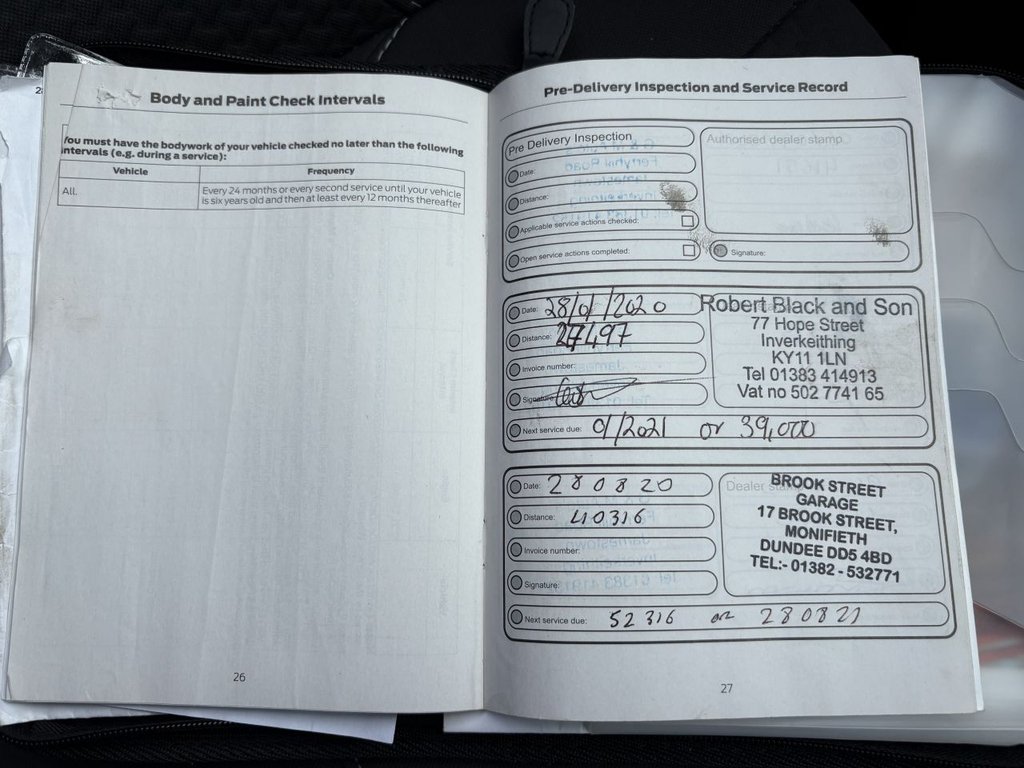 Body and Paint Check Intervals
You must have the bodywork of your vehicle checked no later than the following
intervals (e.g. during a service):
Vehicle Frequency
All. Every 24 months or every second service until your vehicle
is six years old and then at least every 12 months thereafter
26
Pre-Delivery Inspection and Service Record
Pre Delivery Inspection
Authorised dealer stamp
Date:
Distance:
Applicable service actions checked:
Open service actions completed:
Signature:
Date: 28/01/2020
Distance: 27497
Invoice number:
Signature:
Robert Black and Son
77 Hope Street
Inverkeithing
KY11 1LN
Tel 01383 414913
Vat no 502 7741 65
Next service due: 01/2021 or 39,000
Date: 280820
Distance: 40316
Invoice number:
Signature:
Dealer
BROOK STREET
GARAGE
17 BROOK STREET,
MONIFIETH
DUNDEE DD5 4BD
TEL:- 01382 - 532771
Next service due: 52316 or 280821
27